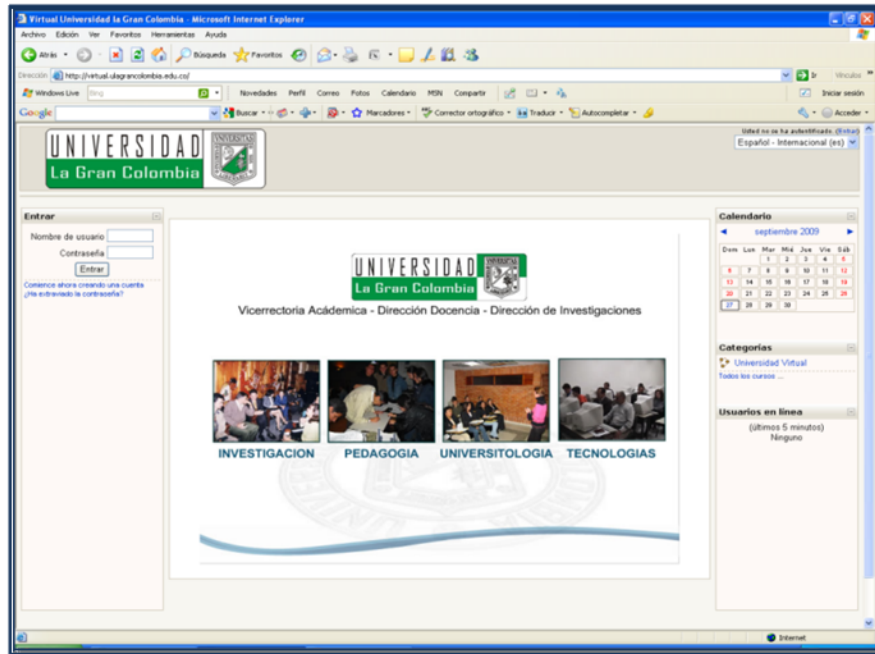 Virtual Universidad la Gran Colombia - Microsoft Internet Explorer
Archivo Edición Ver Favoritos Herramientas Ayuda
Atrás Búsqueda Favoritos
Dirección http://virtual.ulagrancolombia.edu.co/ Ir Vínculos
Windows Live Bing Novedades Perfil Correo Fotos Calendario MSN Compartir Iniciar sesión
Google Buscar Marcadores Corrector ortográfico Traducir Autocompletar Acceder
Usted no se ha autentificado. (Entrar)
Español - Internacional (es)
UNIVERSIDAD
La Gran Colombia
Entrar
Nombre de usuario
Contraseña
Entrar
Comience ahora creando una cuenta
¿Ha extraviado la contraseña?
UNIVERSIDAD
La Gran Colombia
Vicerrectoria Acádemica - Dirección Docencia - Dirección de Investigaciones
INVESTIGACION PEDAGOGIA UNIVERSITOLOGIA TECNOLOGIAS
Calendario
septiembre 2009
Dom Lun Mar Mié Jue Vie Sáb
1 2 3 4 5
6 7 8 9 10 11 12
13 14 15 16 17 18 19
20 21 22 23 24 25 26
27 28 29 30
Categorías
Universidad Virtual
Todos los cursos ...
Usuarios en línea
(últimos 5 minutos)
Ninguno
Internet